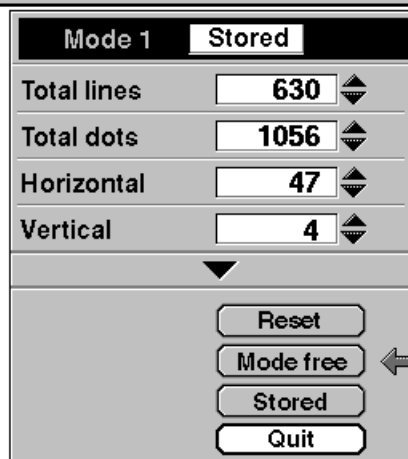 Mode 1 Stored
Total lines 630
Total dots 1056
Horizontal 47
Vertical 4
Reset
Mode free
Stored
Quit